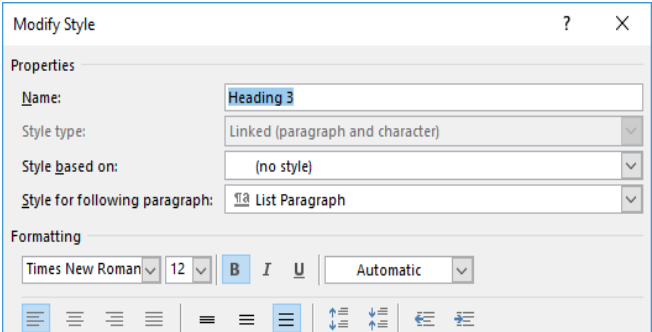 Modify Style ? X
Properties
Name: Heading 3
Style type: Linked (paragraph and character)
Style based on: (no style)
Style for following paragraph: ¶a List Paragraph
Formatting
Times New Roman 12 B I U Automatic